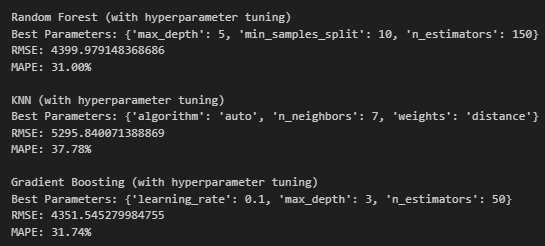 Random Forest (with hyperparameter tuning)
Best Parameters: {'max_depth': 5, 'min_samples_split': 10, 'n_estimators': 150}
RMSE: 4399.979148368686
MAPE: 31.00%
KNN (with hyperparameter tuning)
Best Parameters: {'algorithm': 'auto', 'n_neighbors': 7, 'weights': 'distance'}
RMSE: 5295.840071388869
MAPE: 37.78%
Gradient Boosting (with hyperparameter tuning)
Best Parameters: {'learning_rate': 0.1, 'max_depth': 3, 'n_estimators': 50}
RMSE: 4351.545279984755
MAPE: 31.74%